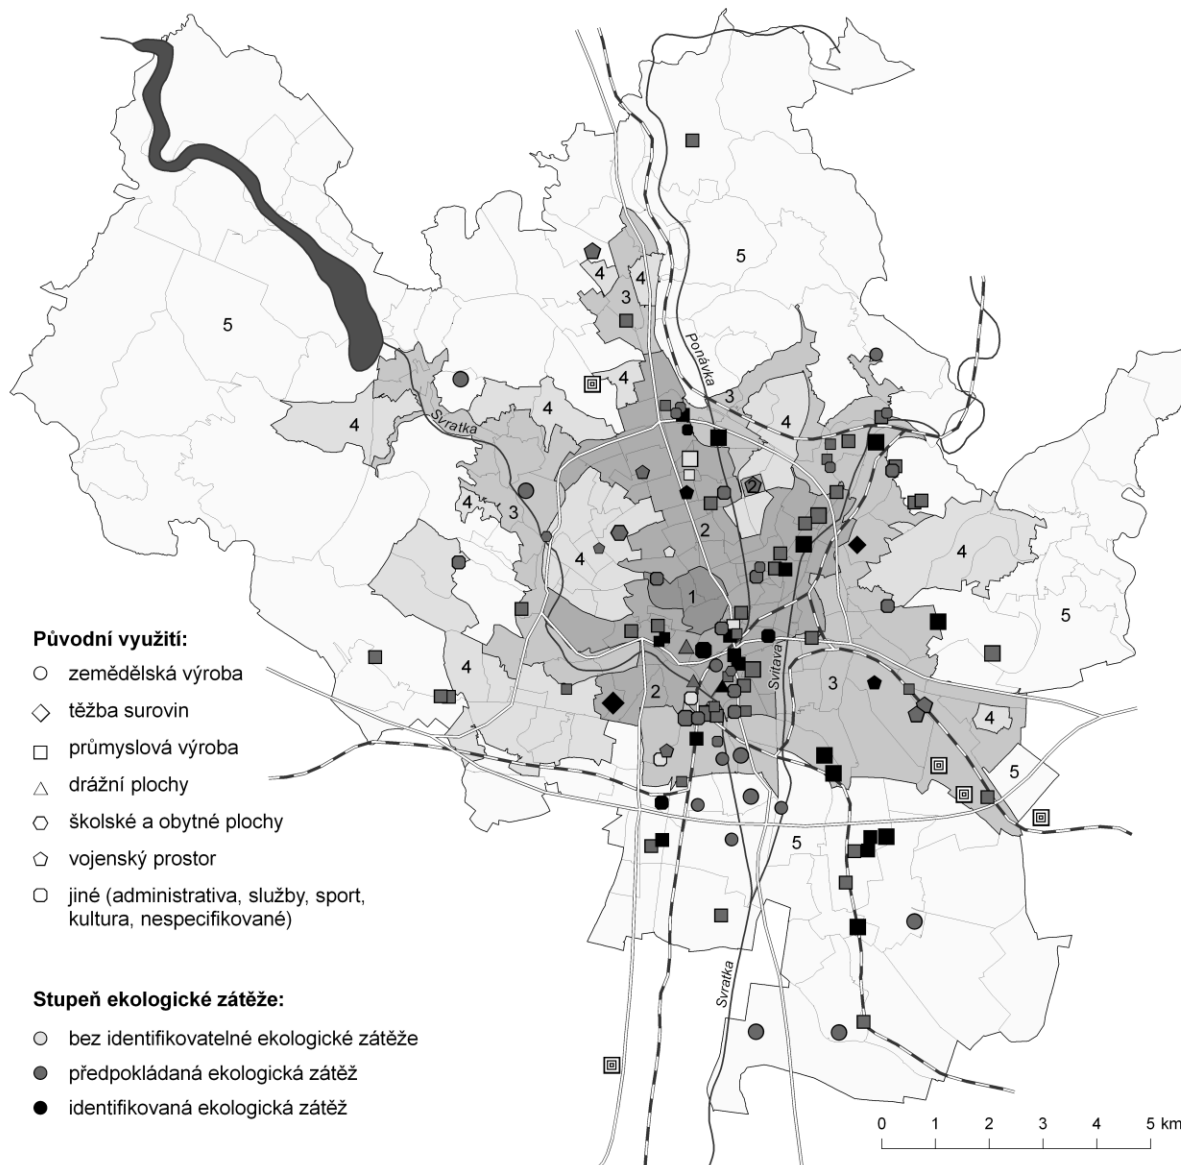 5
4
4
3
5
Ponávka
3
4
4
4
4
Svratka
2
4
3
2
4
4
1
5
Svitava
3
4
2
4
5
5
Svratka
Původní využití:
zemědělská výroba
těžba surovin
průmyslová výroba
drážní plochy
školské a obytné plochy
vojenský prostor
jiné (administrativa, služby, sport,
kultura, nespecifikované)
Stupeň ekologické zátěže:
bez identifikovatelné ekologické zátěže
předpokládaná ekologická zátěž
identifikovaná ekologická zátěž
0 1 2 3 4 5 km